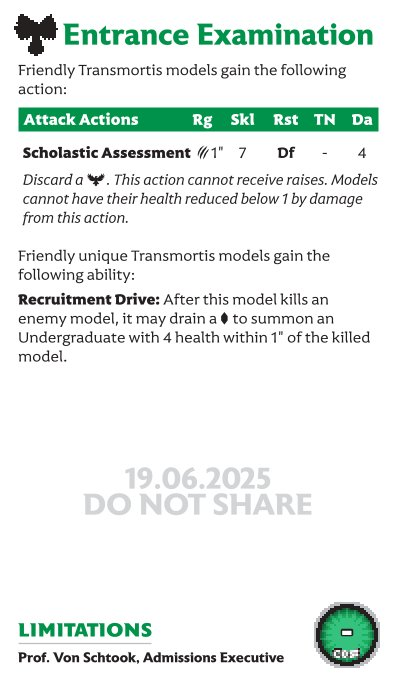 Entrance Examination
Friendly Transmortis models gain the following
action:
Attack Actions Rg Skl Rst TN Da
Scholastic Assessment 1" 7 Df - 4
Discard a . This action cannot receive raises. Models
cannot have their health reduced below 1 by damage
from this action.
Friendly unique Transmortis models gain the
following ability:
Recruitment Drive: After this model kills an
enemy model, it may drain a to summon an
Undergraduate with 4 health within 1" of the killed
model.
19.06.2025
DO NOT SHARE
LIMITATIONS
Prof. Von Schtook, Admissions Executive